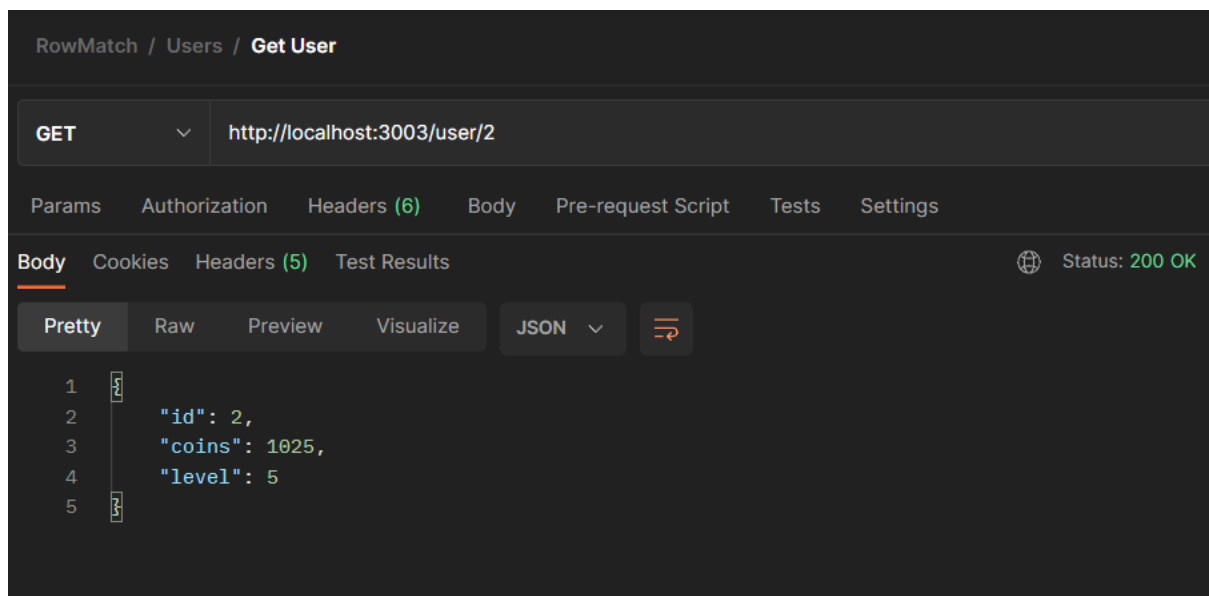 RowMatch / Users / Get User
GET http://localhost:3003/user/2
Params Authorization Headers (6) Body Pre-request Script Tests Settings
Body Cookies Headers (5) Test Results Status: 200 OK
Pretty Raw Preview Visualize JSON
1 {
2 "id": 2,
3 "coins": 1025,
4 "level": 5
5 }